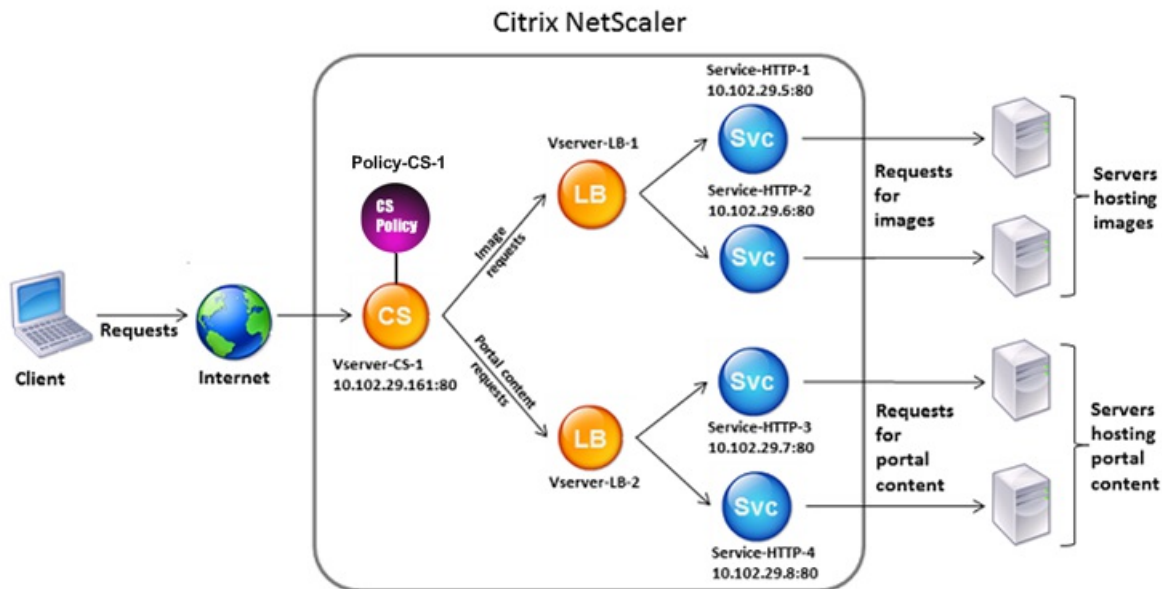 Citrix NetScaler
Service-HTTP-1
10.102.29.5:80
Svc
Vserver-LB-1
LB
Policy-CS-1
CS
Policy
Service-HTTP-2
10.102.29.6:80
Svc
Requests
for
images
Servers
hosting
images
Image
requests
Client
Requests
Internet
CS
Vserver-CS-1
10.102.29.161:80
Portal content
requests
LB
Vserver-LB-2
Svc
Service-HTTP-3
10.102.29.7:80
Svc
Service-HTTP-4
10.102.29.8:80
Requests
for
portal
content
Servers
hosting
portal
content